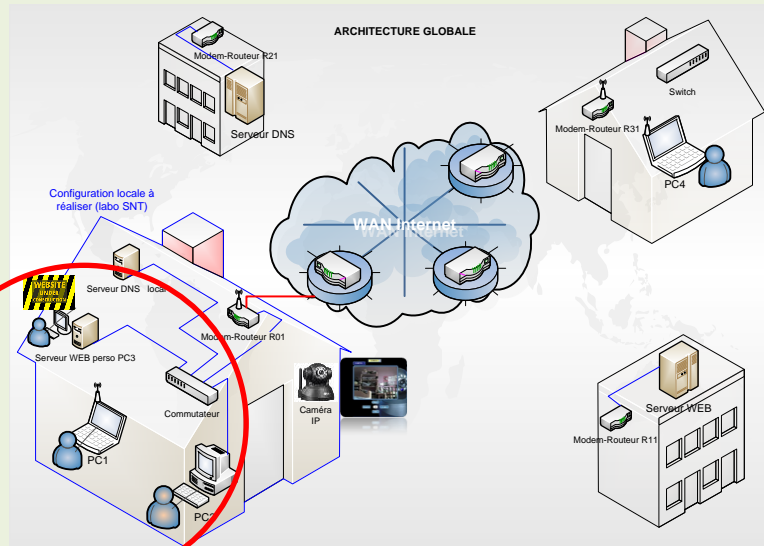 ARCHITECTURE GLOBALE
Modem-Routeur R21
Serveur DNS
Switch
Modem-Routeur R31
PC4
Configuration locale à
réaliser (labo SNT)
WAN Internet
Serveur DNS local
WEBSITE
UNDER
CONSTRUCTION
Modem-Routeur R01
Serveur WEB perso PC3
Commutateur
Caméra
IP
PC1
PC2
Serveur WEB
Modem-Routeur R11